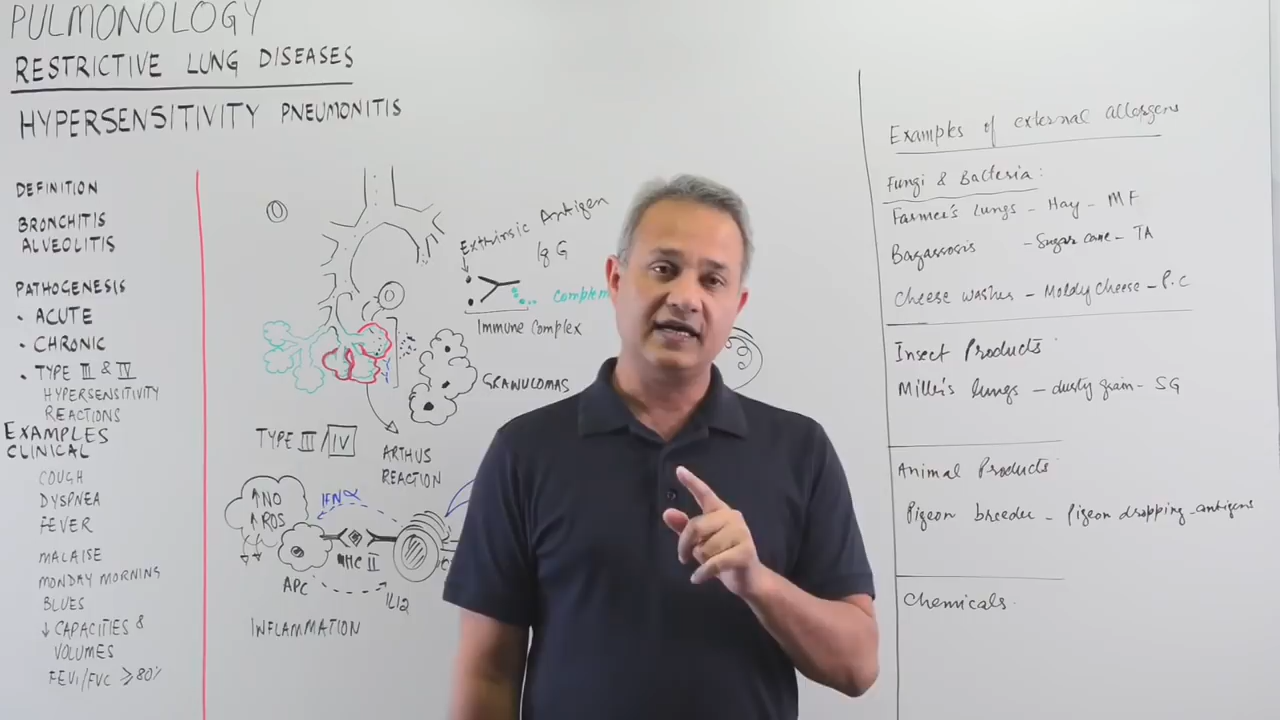 PULMONOLOGY
RESTRICTIVE LUNG DISEASES
HYPERSENSITIVITY PNEUMONITIS
DEFINITION
BRONCHITIS
ALVEOLITIS
PATHOGENESIS
• ACUTE
• CHRONIC
• TYPE III & IV
HYPERSENSITIVITY
REACTIONS
EXAMPLES
CLINICAL
COUGH
DYSPNEA
FEVER
MALAISE
MONDAY MORNING
BLUES
↓ CAPACITIES &
VOLUMES
FEV1/FVC ≥80%
Exthrinsic Antigen
IgG
Complem
Immune Complex
GRANULOMAS
TYPE III/IV
ARTHUS
REACTION
↑NO
↑ROS
IFNα
MHC II
APC
IL12
INFLAMMATION
Examples of external allergens
Fungi & Bacteria:
Farmer's lungs - Hay - MF
Bagassosis - Sugar cane - TA
Cheese washes - Moldy cheese - P.C
Insect Products
Miller's lungs - dusty grain - SG
Animal Products
Pigeon breeder - Pigeon dropping - antigens
Chemicals.